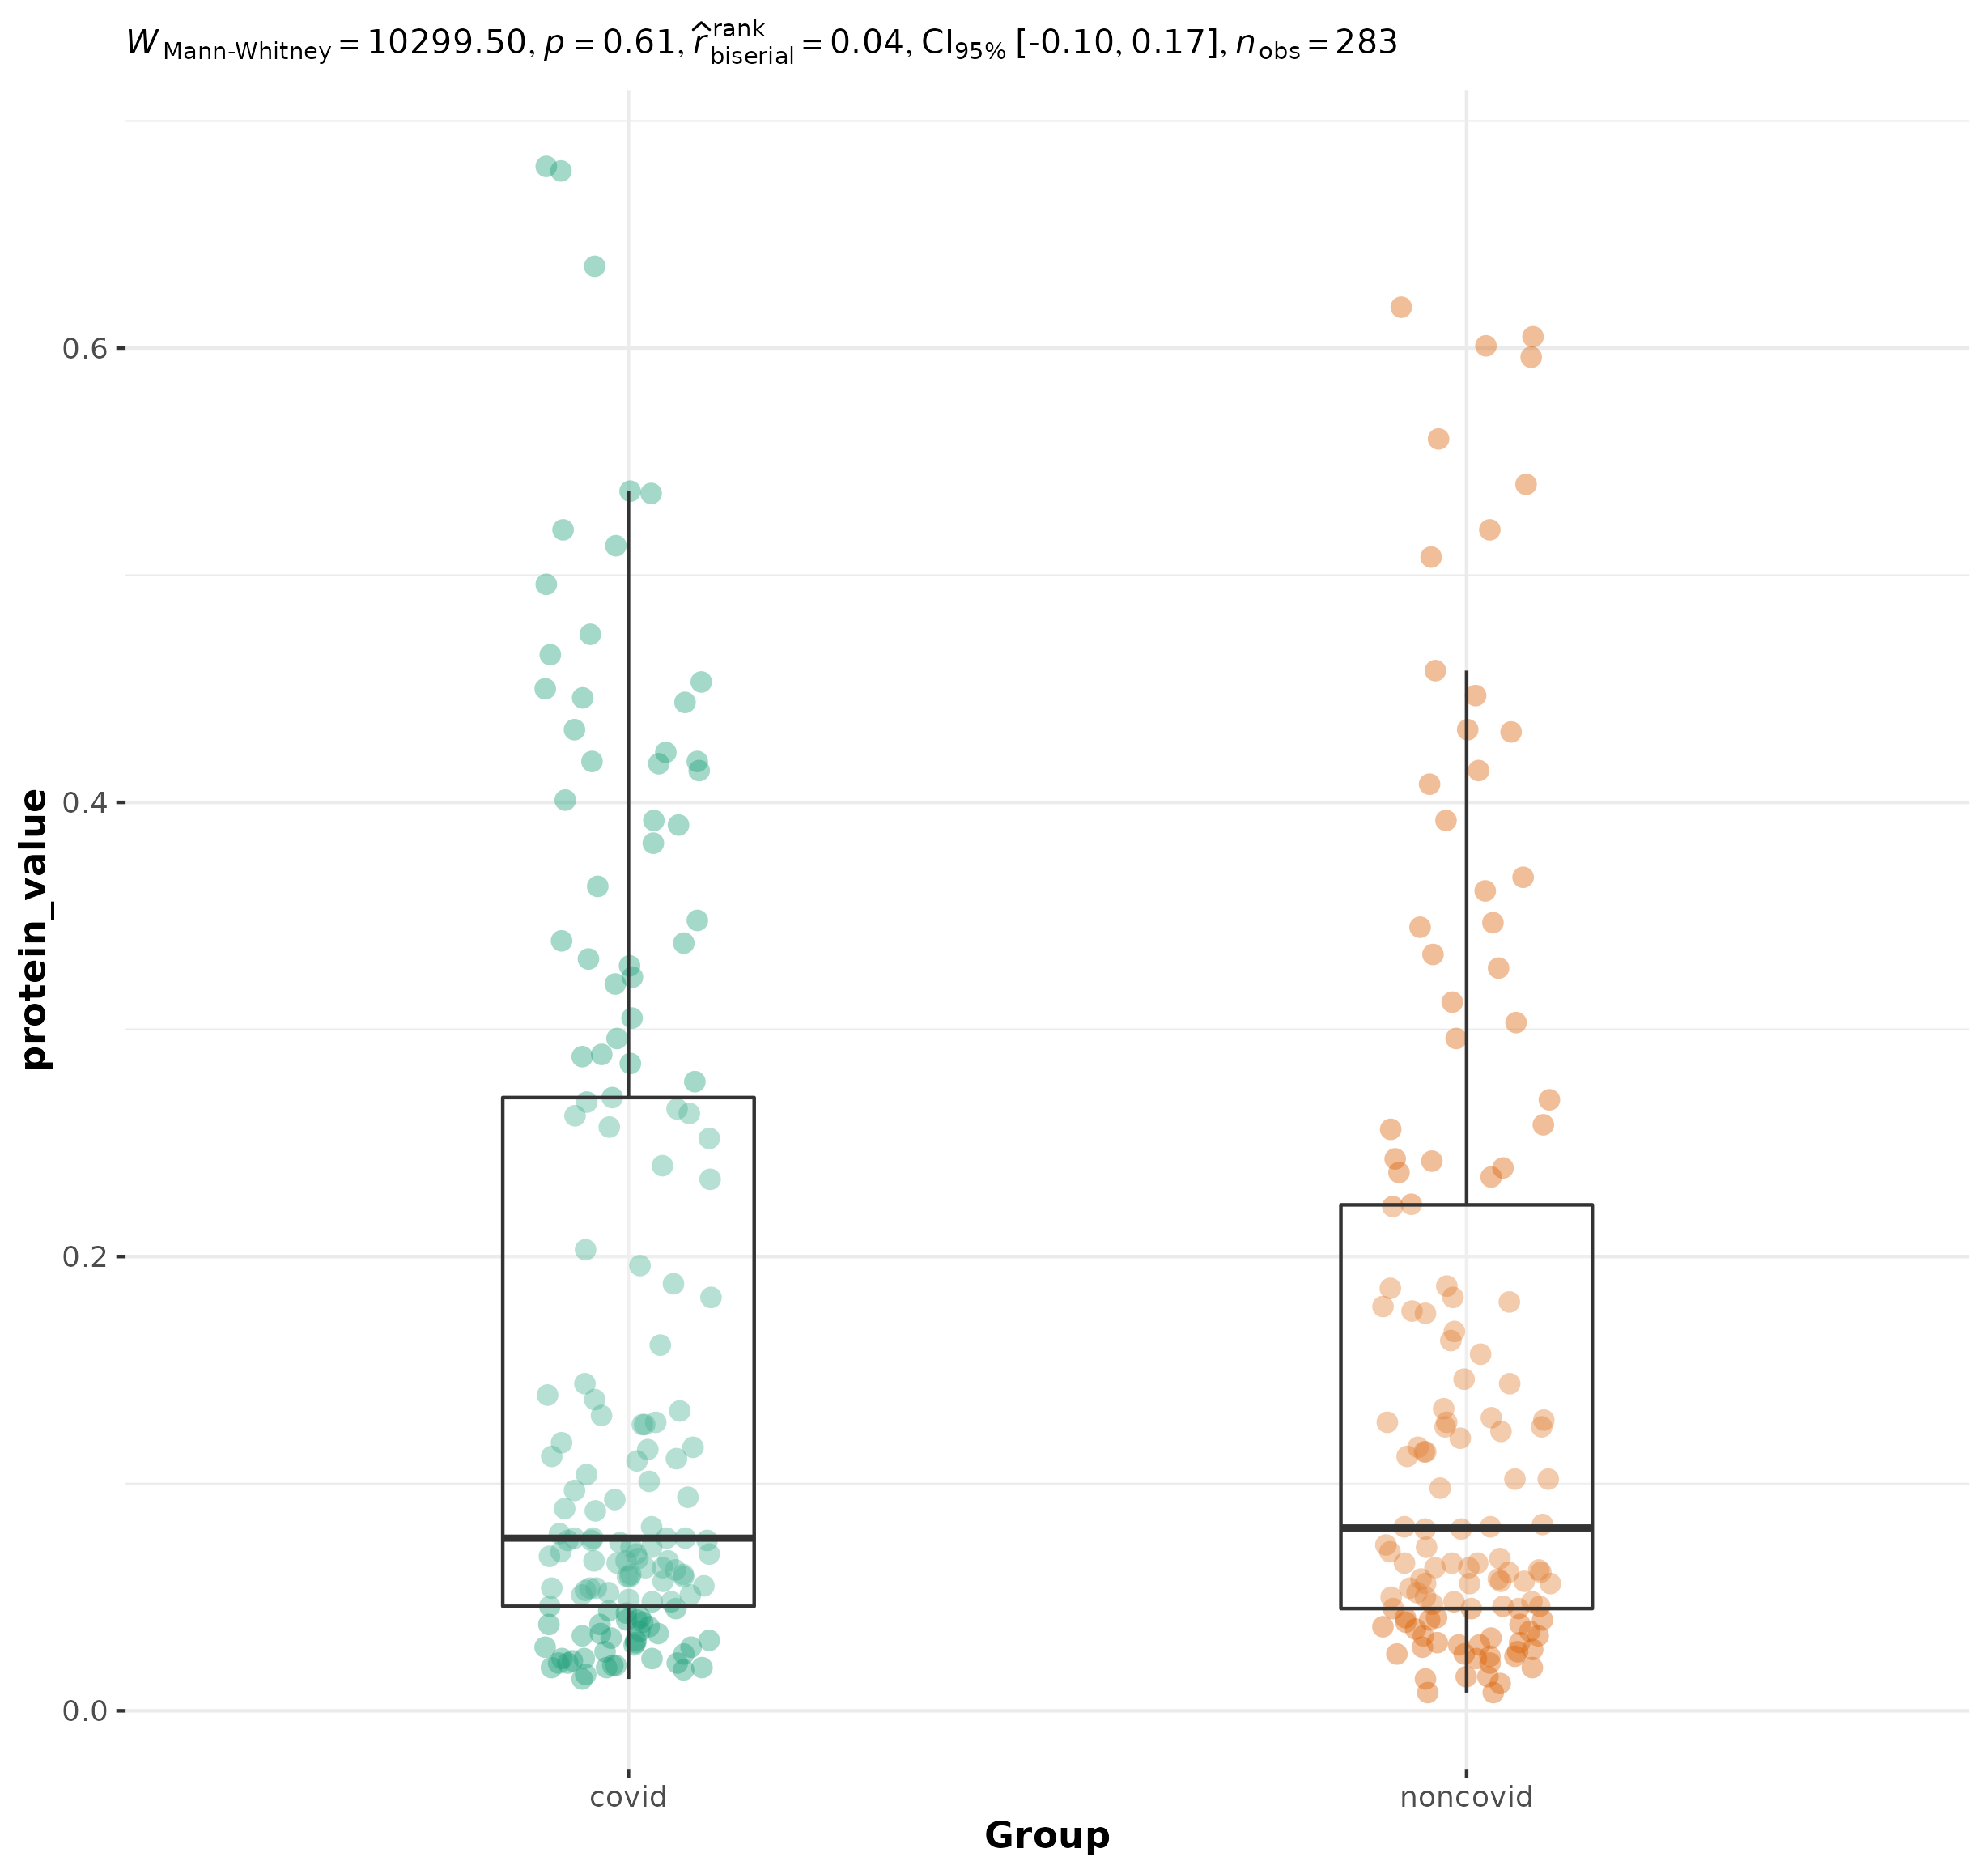 W Mann-Whitney = 10299.50, p = 0.61, r̂ rank biserial = 0.04, CI95% [-0.10, 0.17], nobs = 283
protein_value
0.6
0.4
0.2
0.0
covid noncovid
Group